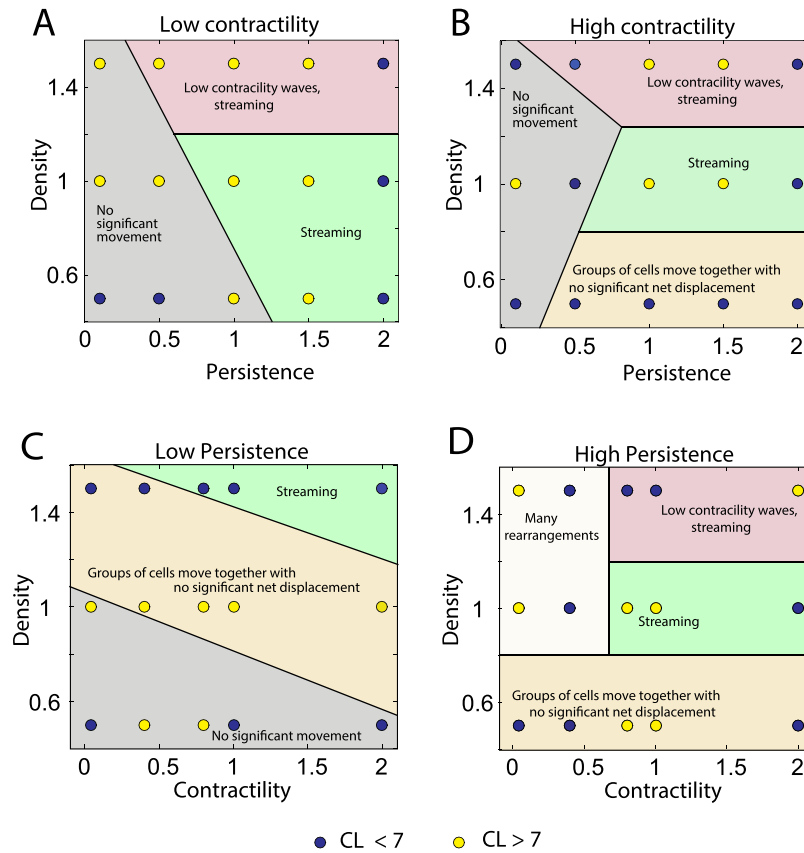 A
Low contractility
1.4
1
0.6
Density
Low contracility waves,
streaming
No
significant
movement
Streaming
0
0.5
1
1.5
2
Persistence
B
High contractility
1.4
1
0.6
Density
No
significant
movement
Low contracility waves,
streaming
Streaming
Groups of cells move together with
no significant net displacement
0
0.5
1
1.5
2
Persistence
C
Low Persistence
1.4
1
0.6
Density
Streaming
Groups of cells move together with
no significant net displacement
No significant movement
0
0.5
1
1.5
2
Contractility
D
High Persistence
1.4
1
0.6
Density
Many
rearrangements
Low contracility waves,
streaming
Streaming
Groups of cells move together with
no significant net displacement
0
0.5
1
1.5
2
Contractility
CL < 7
CL > 7